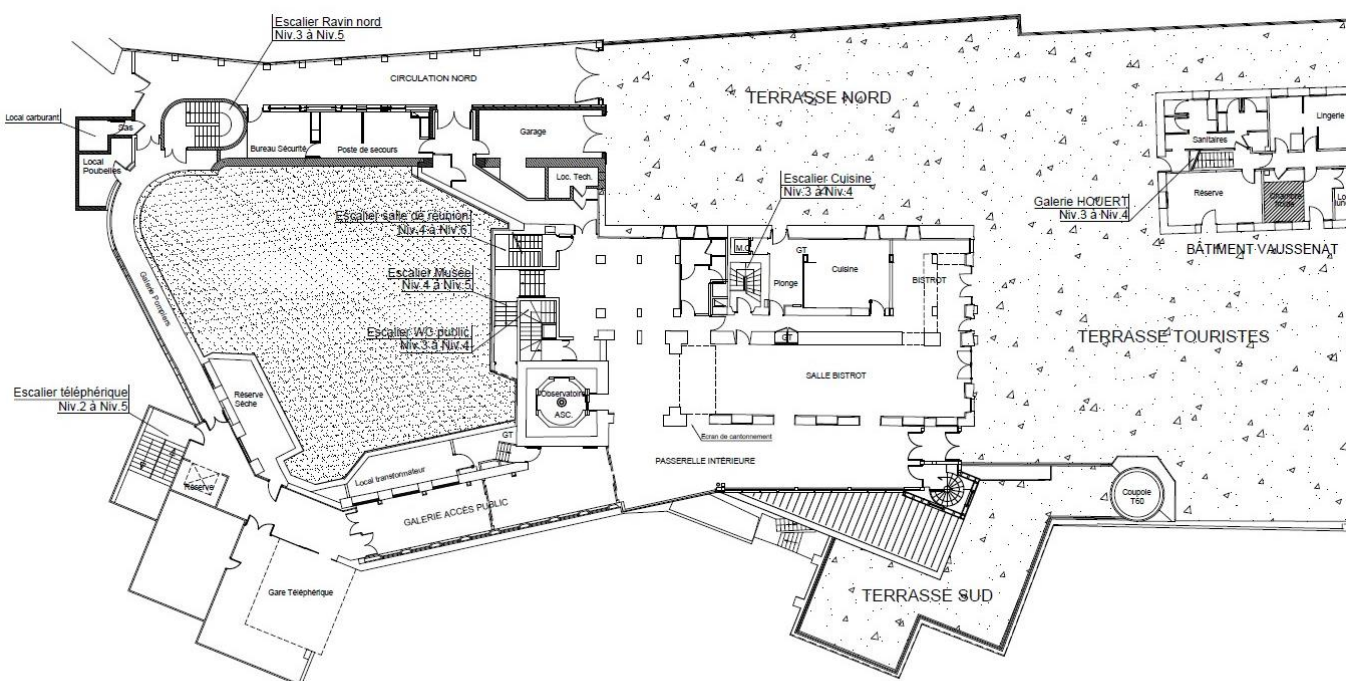 Escalier Ravin nord
Niv.3 à Niv.5
CIRCULATION NORD
TERRASSE NORD
Local carburant
Gas
Local
Poubelles
Bureau Sécurité
Poste de secours
Garage
Loc. Tech.
Sanitaires
Lingerie
Escalier Cuisine
Niv.3 à Niv.4
Galerie HOUERT
Niv.3 à Niv.4
Réserve
Chambre
froide
BÂTIMENT VAUSSENAT
Escalier salle de réunion
Niv.4 à Niv.6
M.C
GT
Cuisine
Plonge
BISTROT
Escalier Musée
Niv.4 à Niv.5
Galerie Pompiers
Escalier WC public
Niv.3 à Niv.4
GT
TERRASSE TOURISTES
SALLE BISTROT
Escalier téléphérique
Niv.2 à Niv.5
Réserve
Sèche
Observatoire
ASC.
Ecran de cantonnement
GT
PASSERELLE INTÉRIEURE
Local transformateur
Réserve
GALERIE ACCÈS PUBLIC
Coupole
T60
Gare Téléphérique
TERRASSE SUD